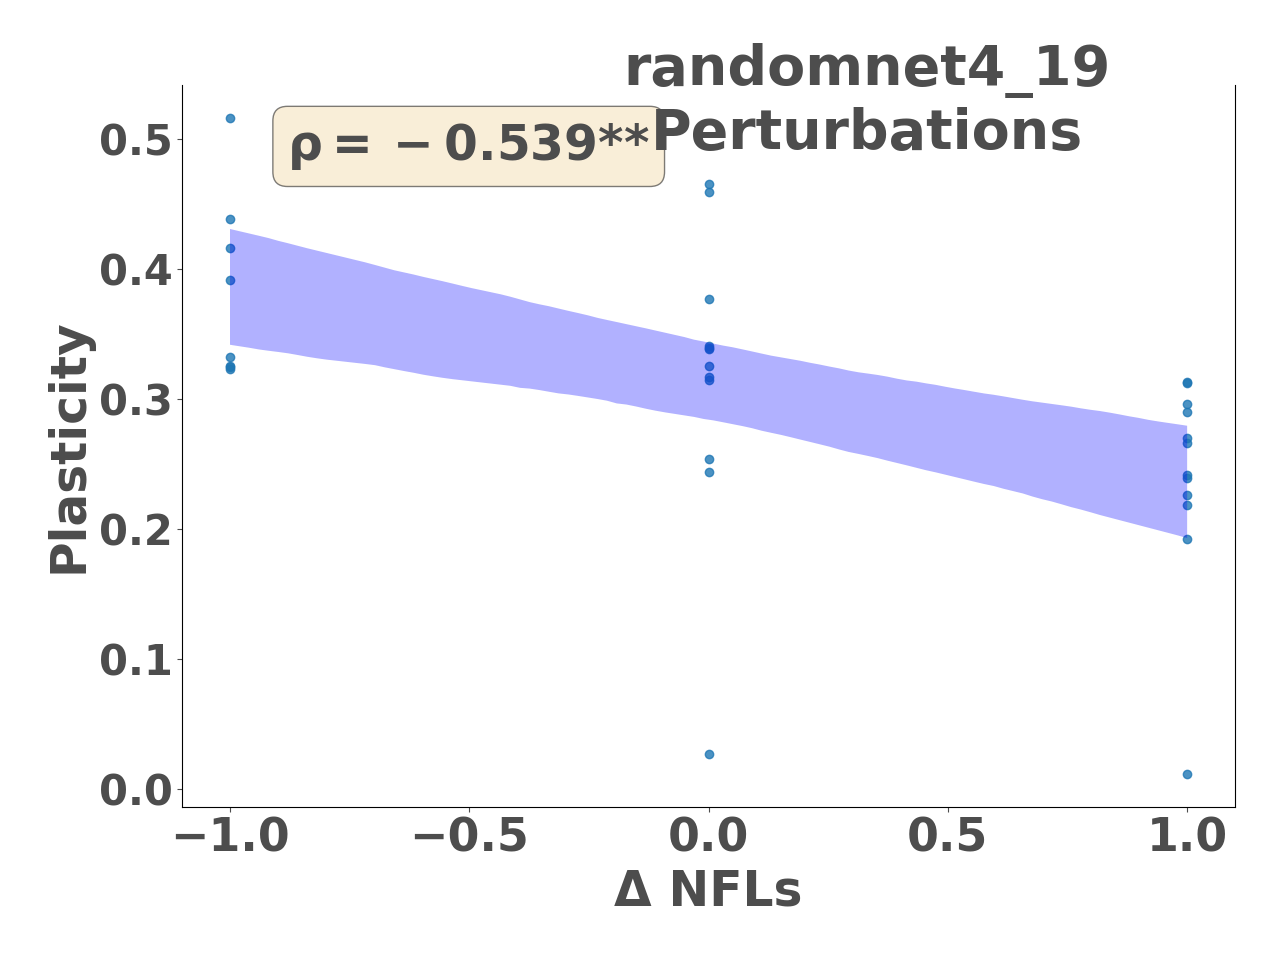 randomnet4_19
Perturbations
ρ = −0.539**
Plasticity
0.5
0.4
0.3
0.2
0.1
0.0
−1.0 −0.5 0.0 0.5 1.0
Δ NFLs